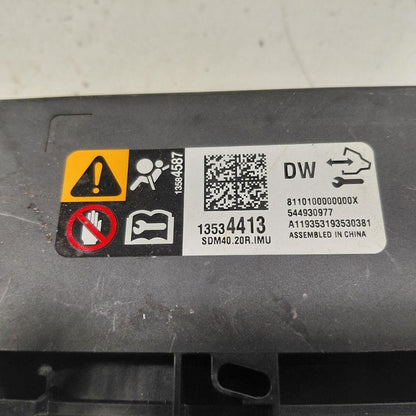 13584587
DW
13534413
SDM40.20R.IMU
8110100000000X
544930977
A119353193530381
ASSEMBLED IN CHINA